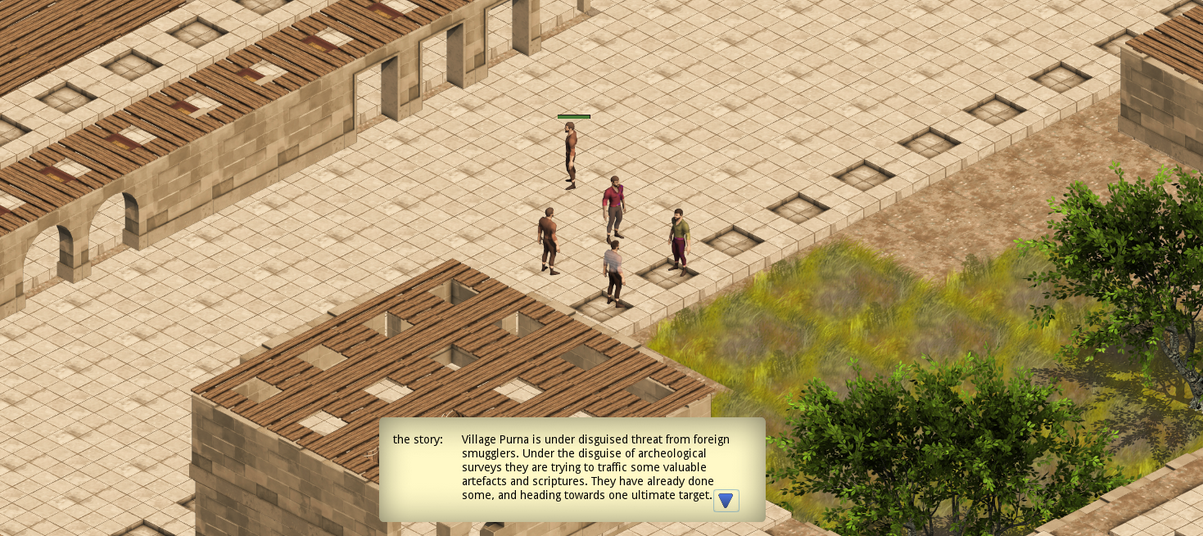 the story: Village Purna is under disguised threat from foreign
smugglers. Under the disguise of archeological
surveys they are trying to traffic some valuable
artefacts and scriptures. They have already done
some, and heading towards one ultimate target.